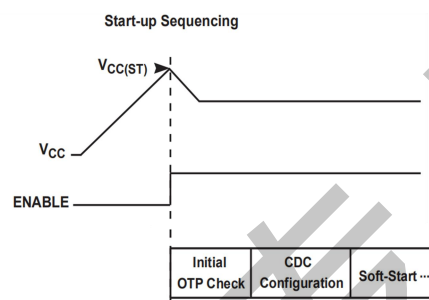 Start-up Sequencing
VCC(ST)
VCC
ENABLE
Initial
OTP Check
CDC
Configuration
Soft-Start ...